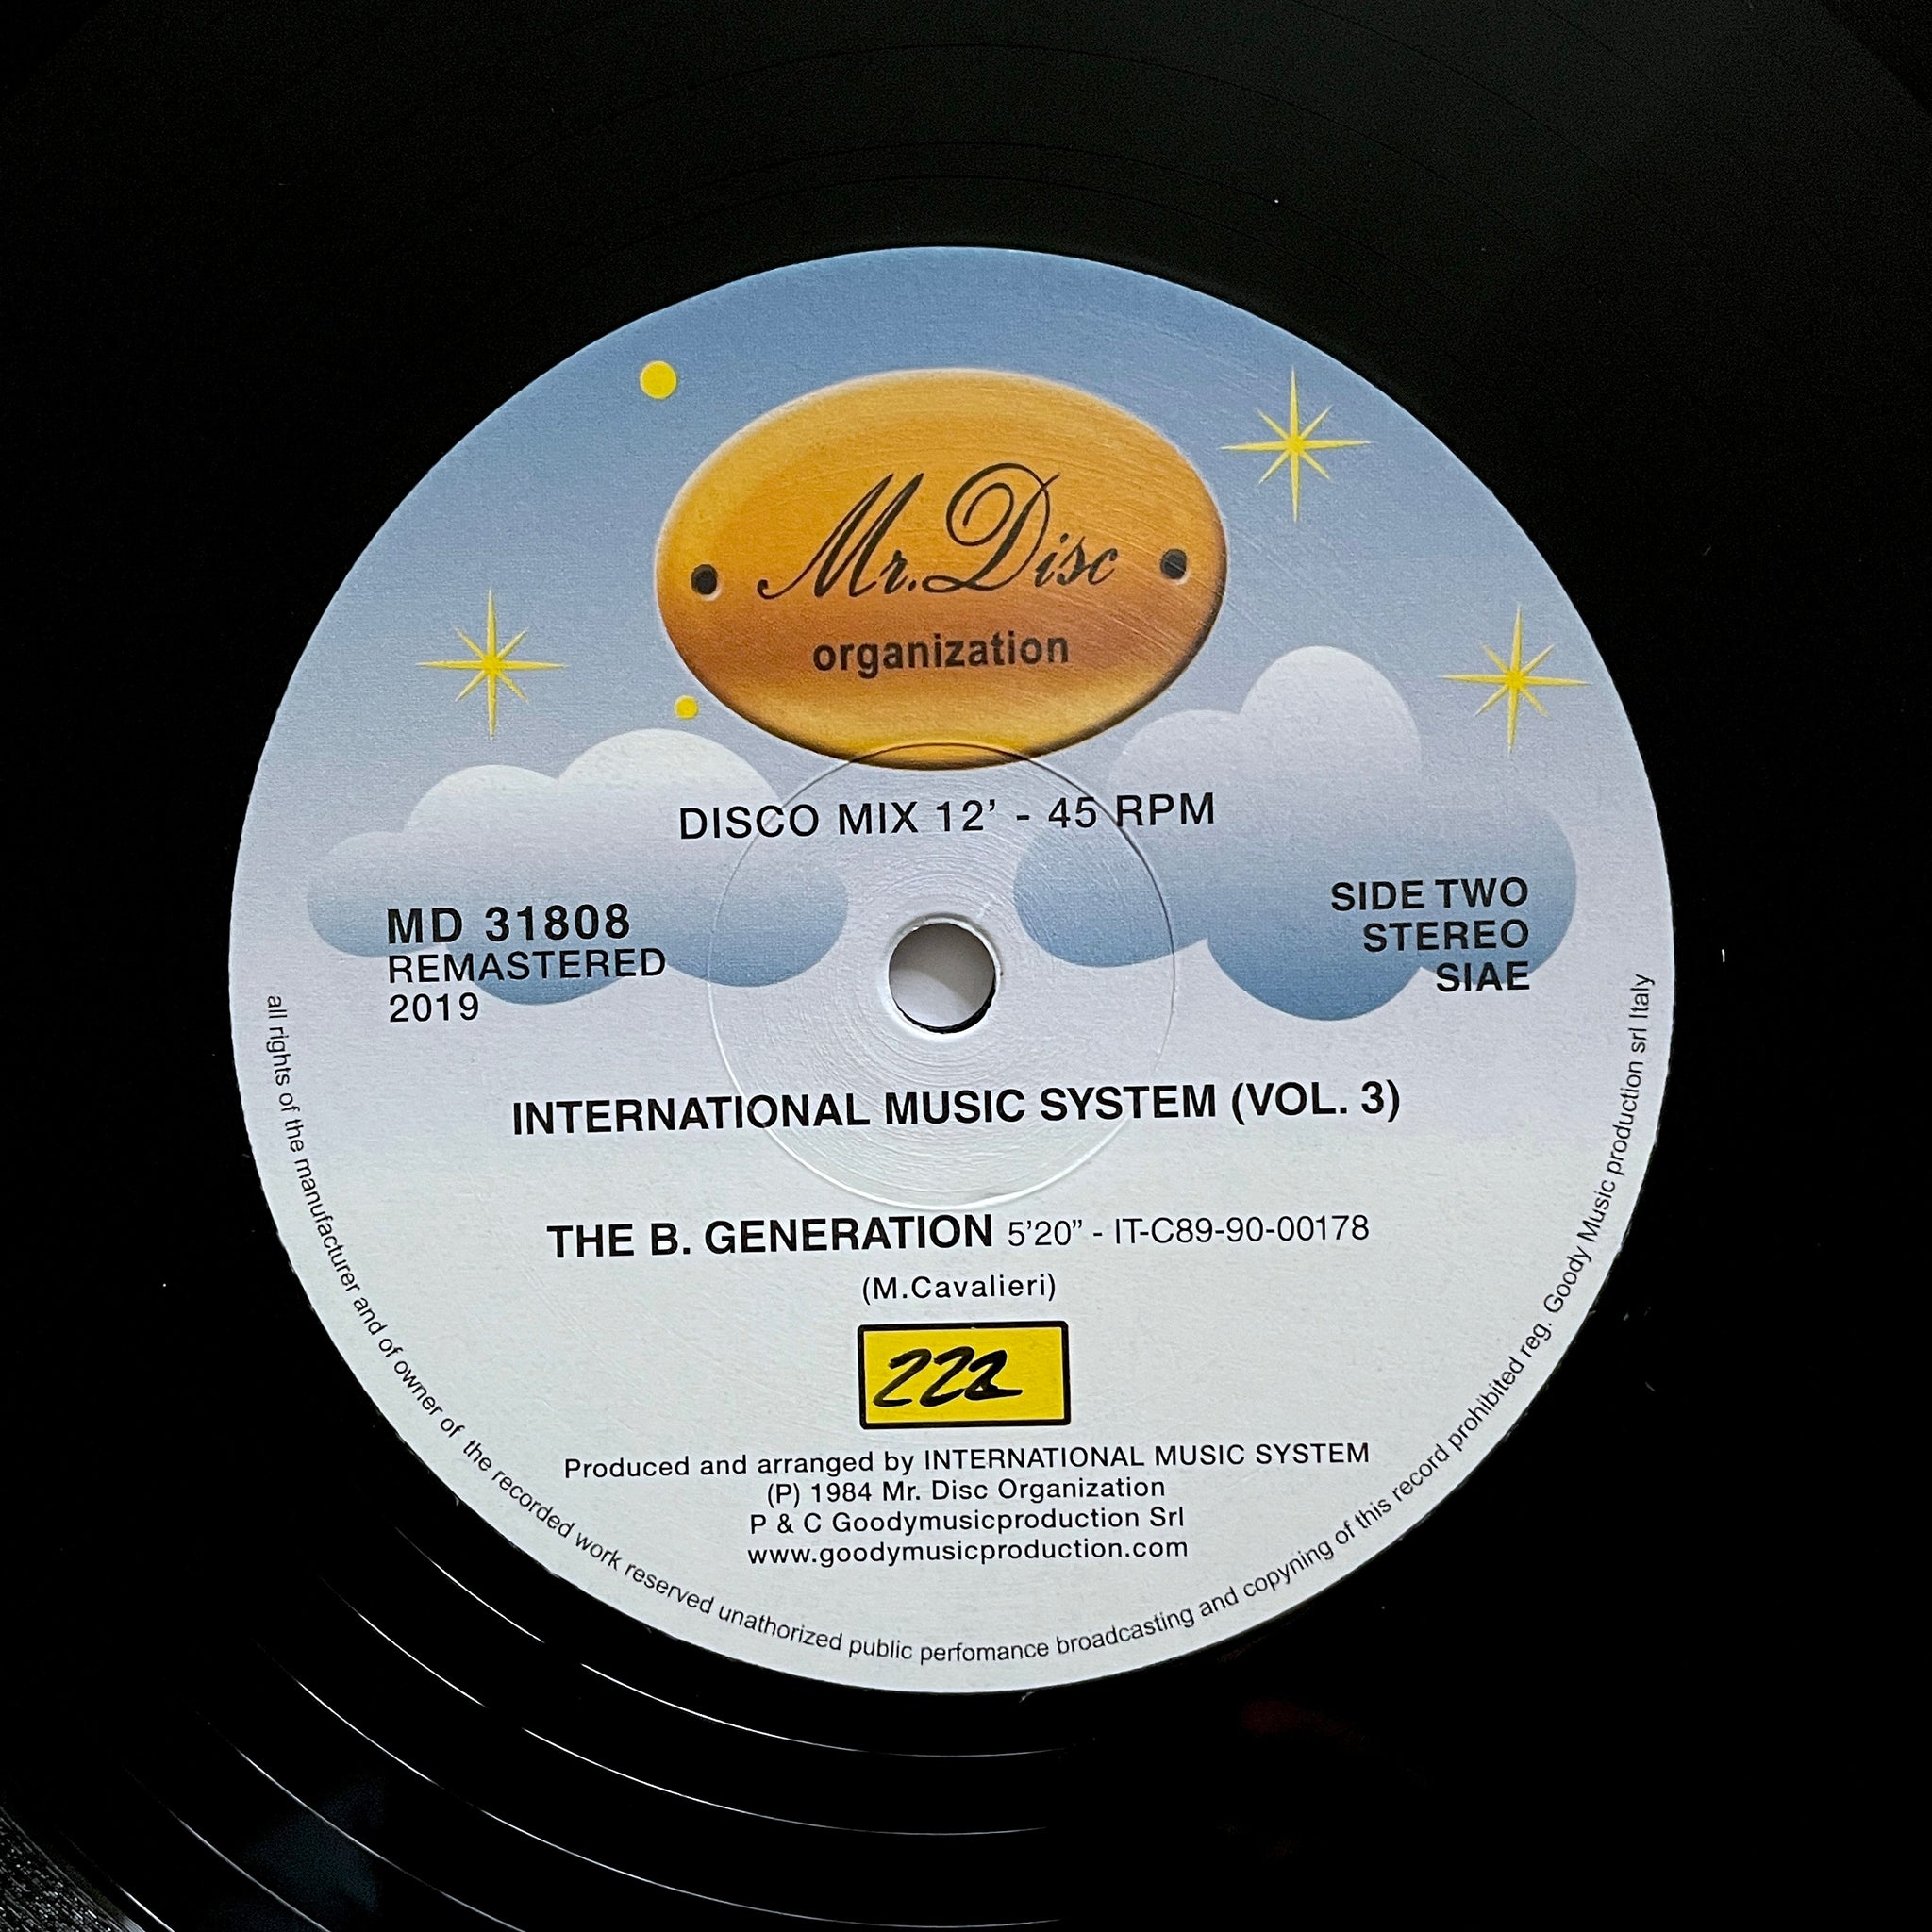 Mr. Disc
organization
DISCO MIX 12’ - 45 RPM
MD 31808
REMASTERED
2019
SIDE TWO
STEREO
SIAE
INTERNATIONAL MUSIC SYSTEM (VOL. 3)
THE B. GENERATION 5’20” - IT-C89-90-00178
(M.Cavalieri)
222
Produced and arranged by INTERNATIONAL MUSIC SYSTEM
(P) 1984 Mr. Disc Organization
P & C Goodymusicproduction Srl
www.goodymusicproduction.com
all rights of the manufacturer and of owner of the recorded work reserved unathorized public perfomance broadcasting and copyning of this record prohibited reg. Goody Music production srl Italy